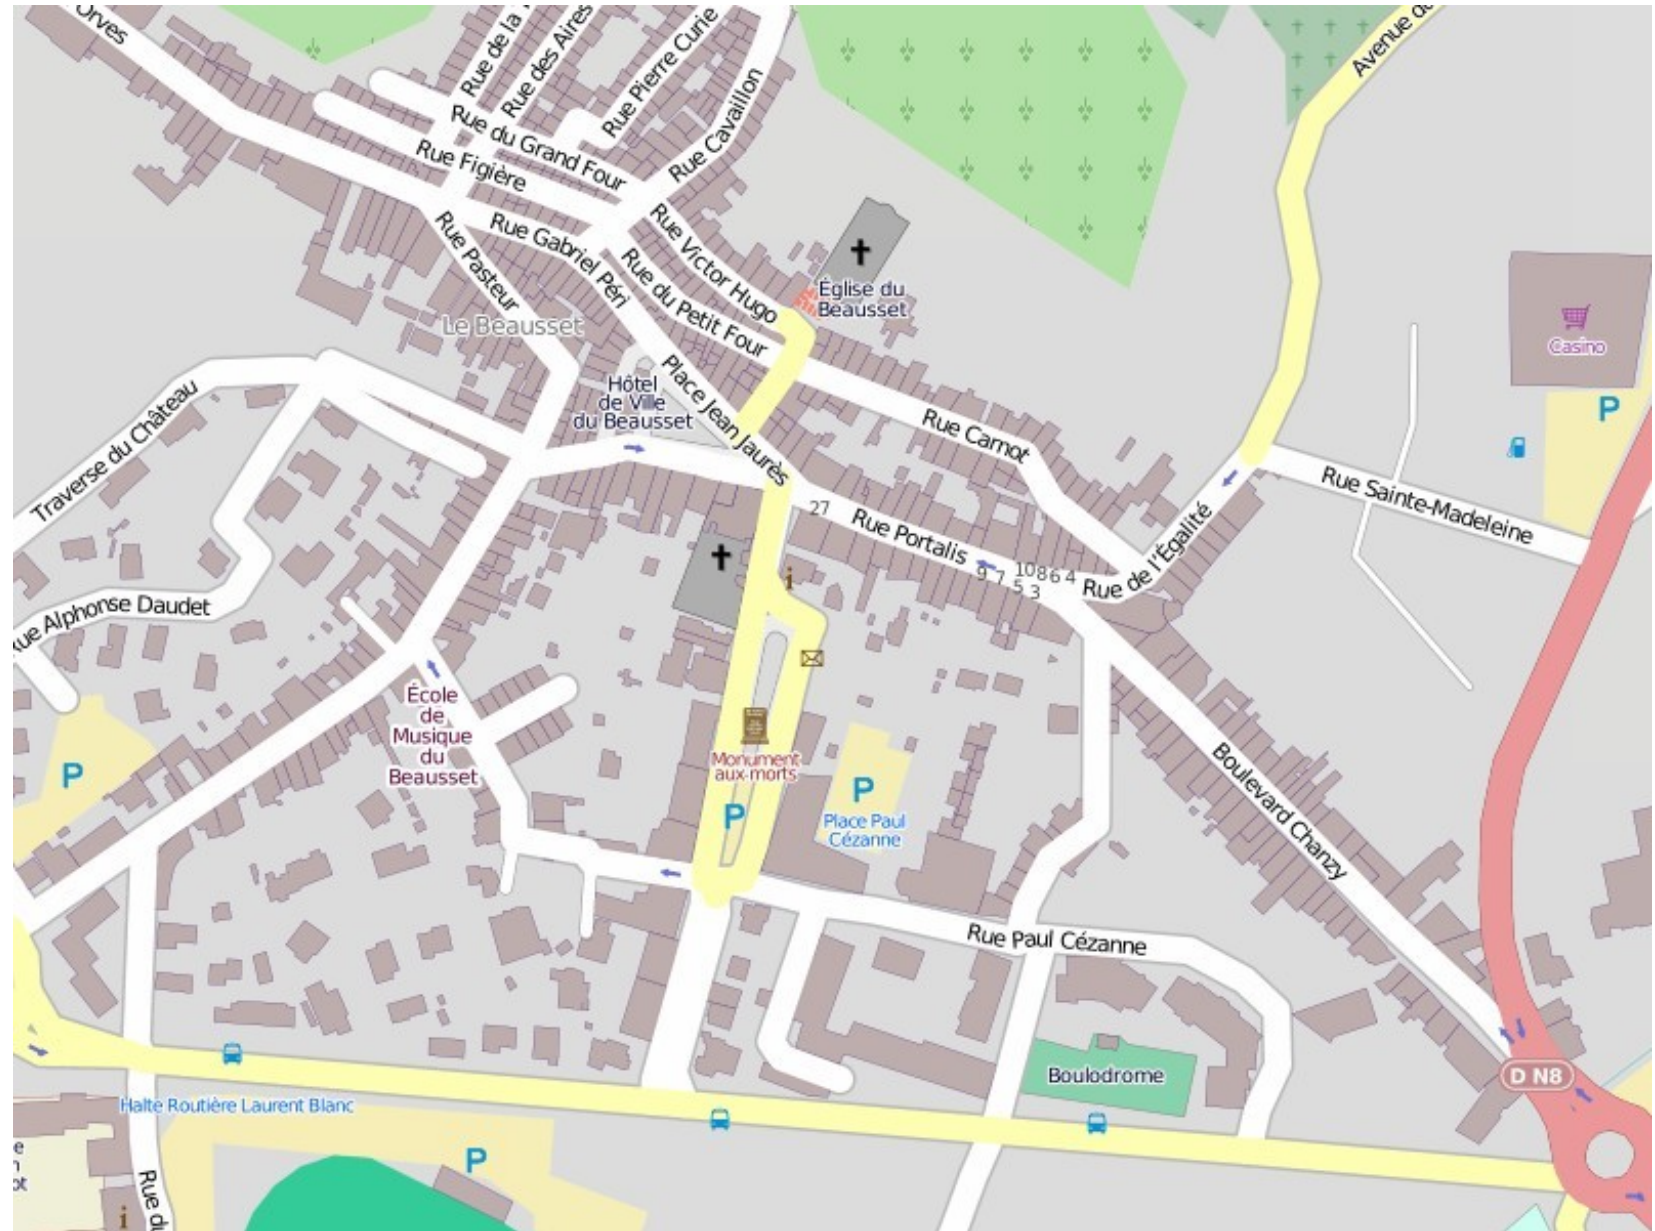 Orves
Rue de la
Rue des Aires
Rue Pierre Curie
Rue Cavaillon
Avenue du
Rue du Grand Four
Rue Figière
Rue Gabriel Péri
Rue Pasteur
Rue Victor Hugo
Rue du Petit Four
Église du
Beausset
Le Beausset
Casino
P
Place Jean Jaurès
Hôtel
de Ville
du Beausset
Traverse du Château
Rue Carnot
Rue Sainte-Madeleine
27
Rue Portalis
9
7
10
8
6
4
5
3
Rue de l'Égalité
Rue Alphonse Daudet
i
École
de
Musique
du
Beausset
P
Monument
aux morts
P
P
Place Paul
Cézanne
Boulevard Chanzy
Rue Paul Cézanne
Boulodrome
D N8
Halte Routière Laurent Blanc
P
e
n
ot
Rue du
i